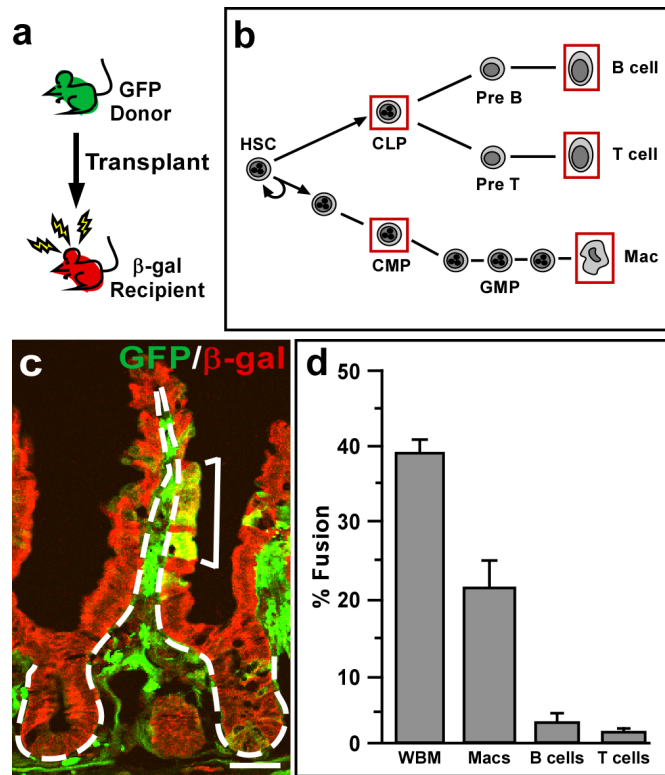 a
GFP
Donor
Transplant
β-gal
Recipient
b
HSC
CLP
Pre B
B cell
Pre T
T cell
CMP
GMP
Mac
c
GFP/β-gal
d
% Fusion
50
40
30
20
10
0
WBM
Macs
B cells
T cells